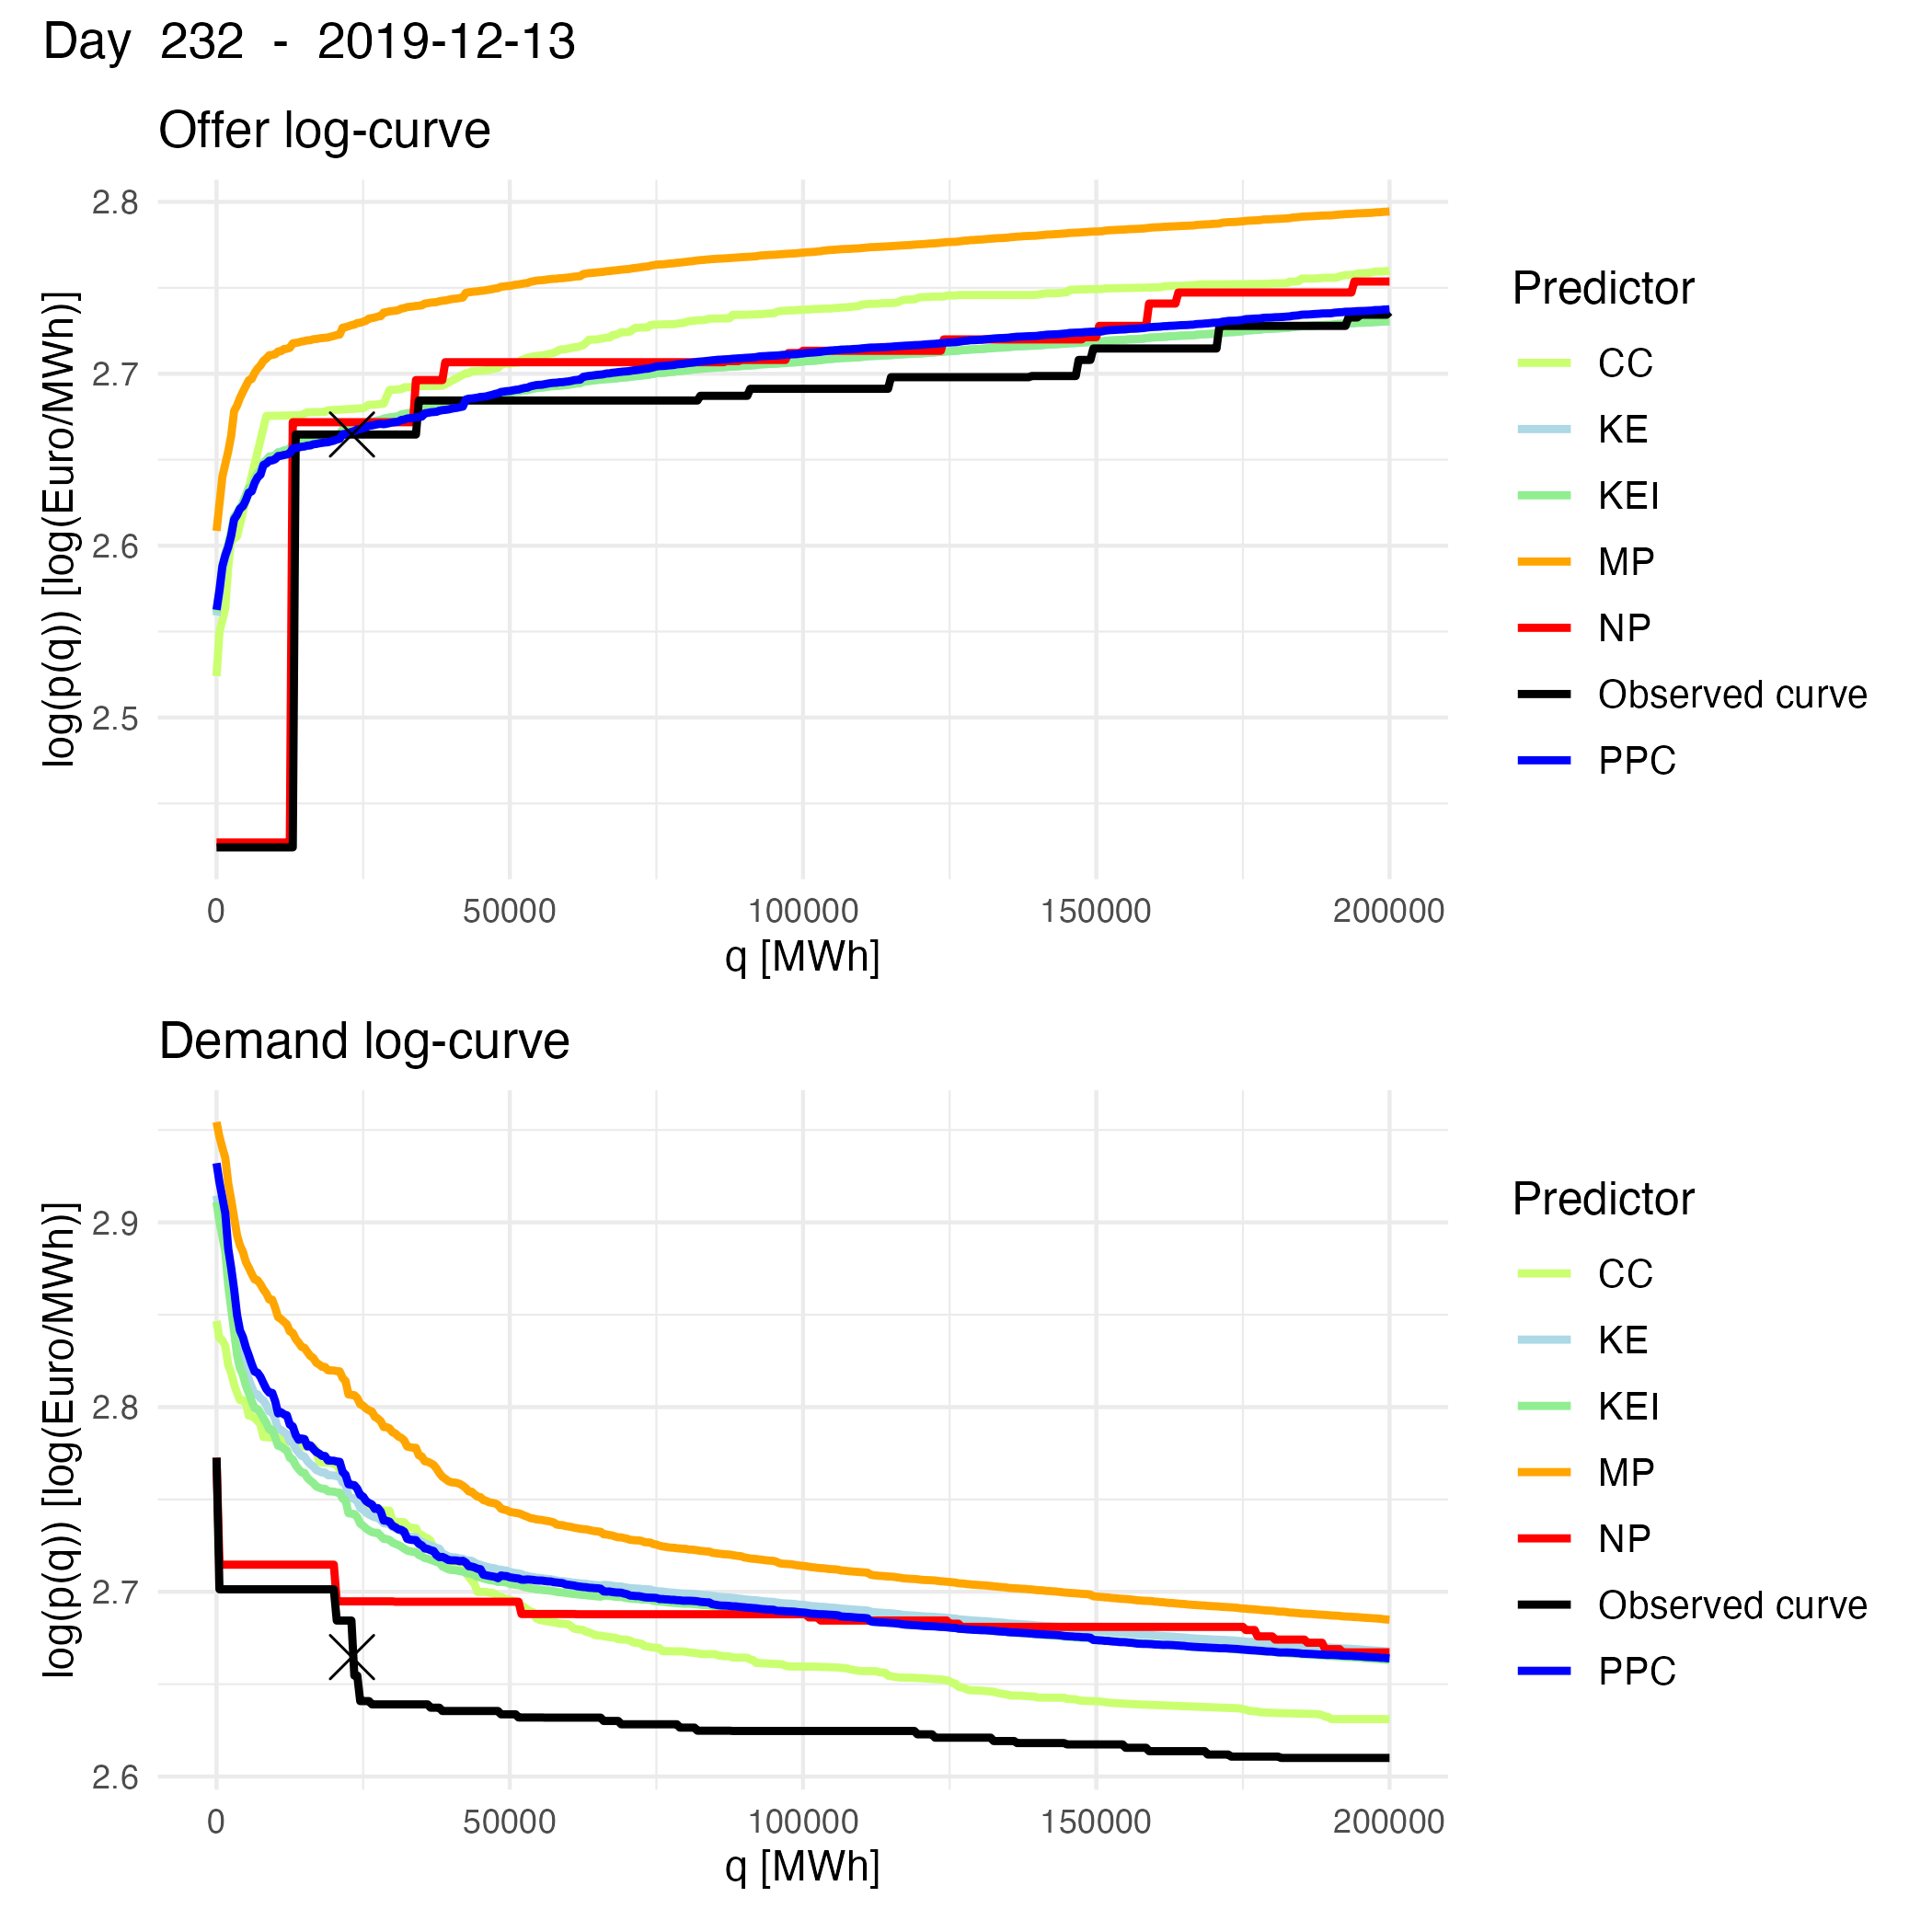 Day 232 - 2019-12-13
Offer log-curve
log(p(q)) [log(Euro/MWh)]
2.8
2.7
2.6
2.5
0 50000 100000 150000 200000
q [MWh]
Predictor
CC
KE
KEI
MP
NP
Observed curve
PPC
Demand log-curve
log(p(q)) [log(Euro/MWh)]
2.9
2.8
2.7
2.6
0 50000 100000 150000 200000
q [MWh]
Predictor
CC
KE
KEI
MP
NP
Observed curve
PPC